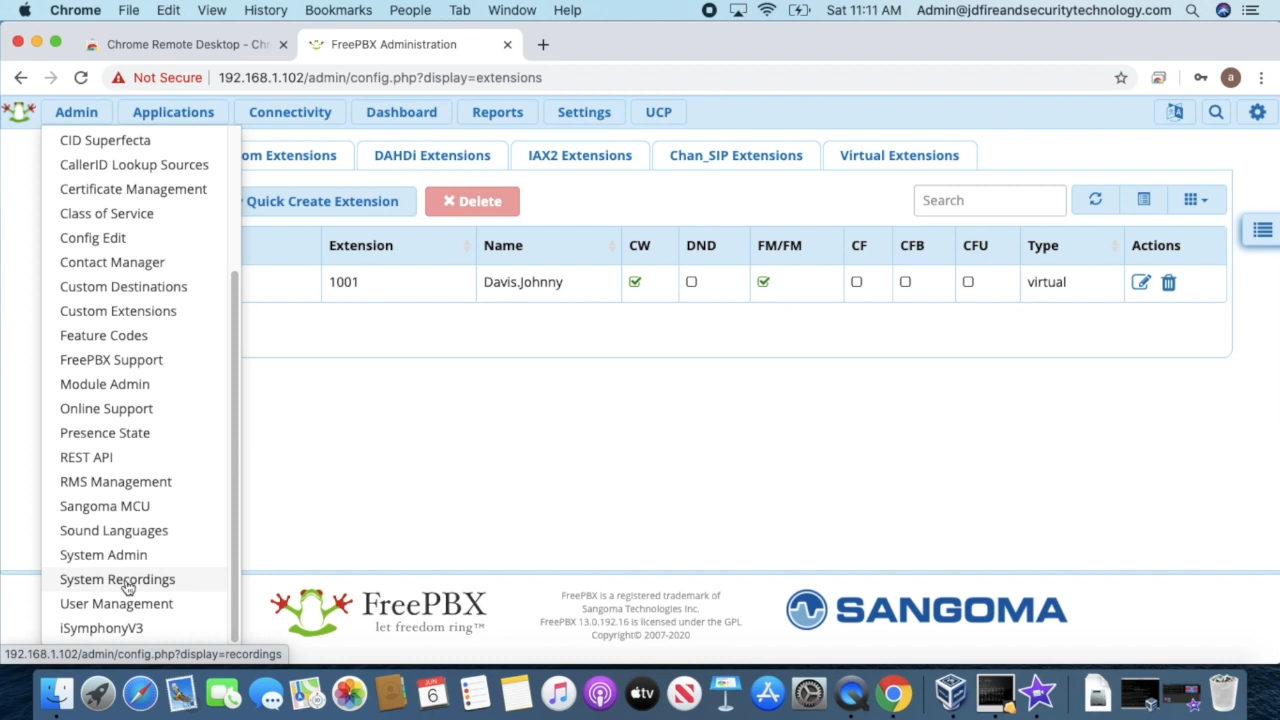 Chrome File Edit View History Bookmarks People Tab Window Help Sat 11:11 AM Admin@jdfireandsecuritytechnology.com
Chrome Remote Desktop - Chr FreePBX Administration
Not Secure 192.168.1.102/admin/config.php?display=extensions a
Admin Applications Connectivity Dashboard Reports Settings UCP
CID Superfecta
CallerID Lookup Sources
Certificate Management
Class of Service
Config Edit
Contact Manager
Custom Destinations
Custom Extensions
Feature Codes
FreePBX Support
Module Admin
Online Support
Presence State
REST API
RMS Management
Sangoma MCU
Sound Languages
System Admin
System Recordings
User Management
iSymphonyV3
om Extensions DAHDi Extensions IAX2 Extensions Chan_SIP Extensions Virtual Extensions
Quick Create Extension Delete Search
Extension Name CW DND FM/FM CF CFB CFU Type Actions
1001 Davis.Johnny virtual
FreePBX
let freedom ring™
FreePBX is a registered trademark of
Sangoma Technologies Inc.
FreePBX 13.0.192.16 is licensed under the GPL
Copyright© 2007-2020
SANGOMA
192.168.1.102/admin/config.php?display=recordings
JUN
6
tv